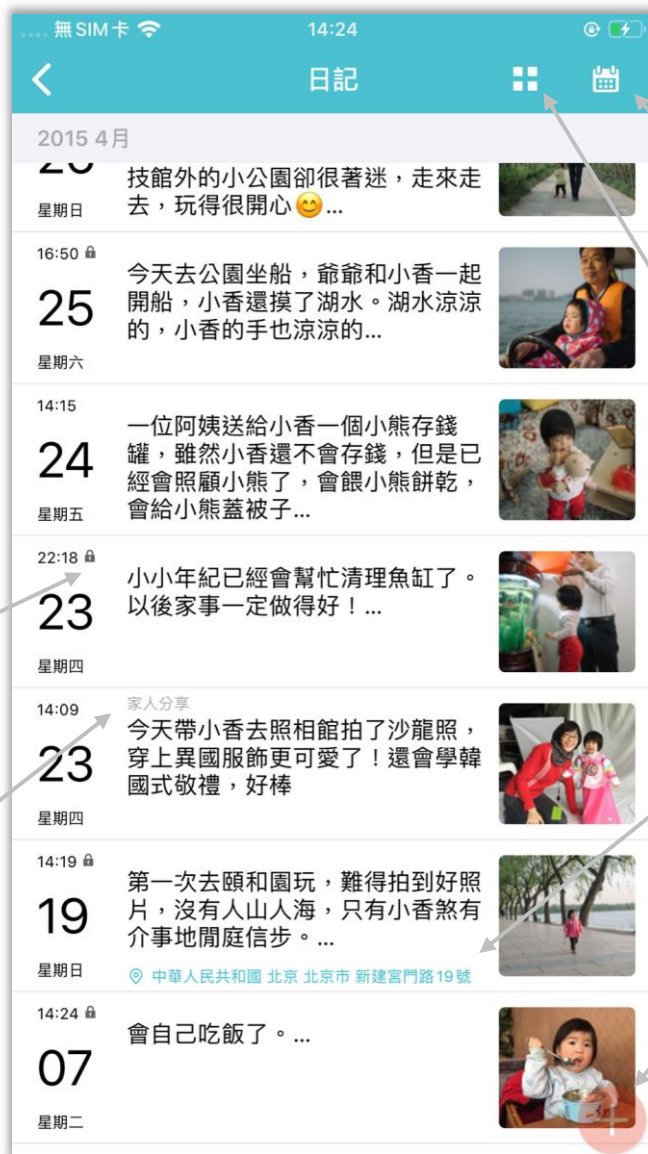 無SIM卡 14:24
日記
2015 4月
技館外的小公園卻很著迷，走來走
去，玩得很開心😊...
星期日
16:50
25
星期六
今天去公園坐船，爺爺和小香一起
開船，小香還摸了湖水。湖水涼涼
的，小香的手也涼涼的...
14:15
24
星期五
一位阿姨送給小香一個小熊存錢
罐，雖然小香還不會存錢，但是已
經會照顧小熊了，會餵小熊餅乾，
會給小熊蓋被子...
22:18
23
星期四
小小年紀已經會幫忙清理魚缸了。
以後家事一定做得好！...
14:09
23
星期四
家人分享
今天帶小香去照相館拍了沙龍照，
穿上異國服飾更可愛了！還會學韓
國式敬禮，好棒
14:19
19
星期日
第一次去頤和園玩，難得拍到好照
片，沒有人山人海，只有小香煞有
介事地閒庭信步。...
中華人民共和國 北京 北京市 新建宮門路19號
14:24
07
星期二
會自己吃飯了。...